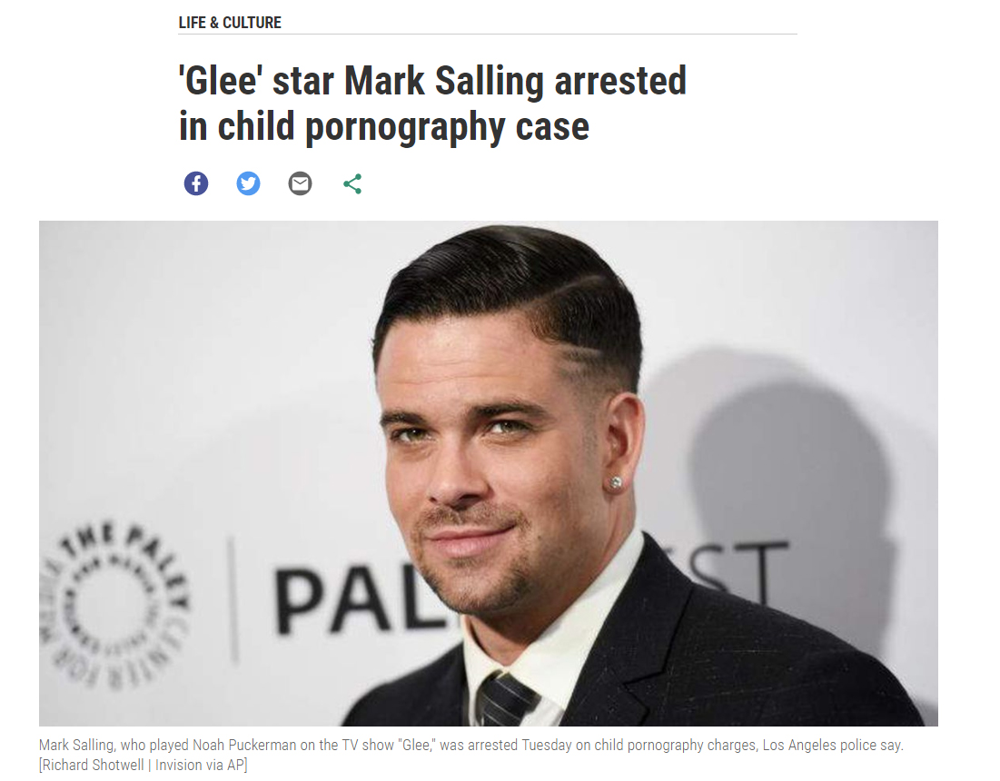 LIFE & CULTURE
'Glee' star Mark Salling arrested
in child pornography case
THE PALEY CENTER FOR MEDIA
PAL
EST
Mark Salling, who played Noah Puckerman on the TV show "Glee," was arrested Tuesday on child pornography charges, Los Angeles police say.
[Richard Shotwell | Invision via AP]